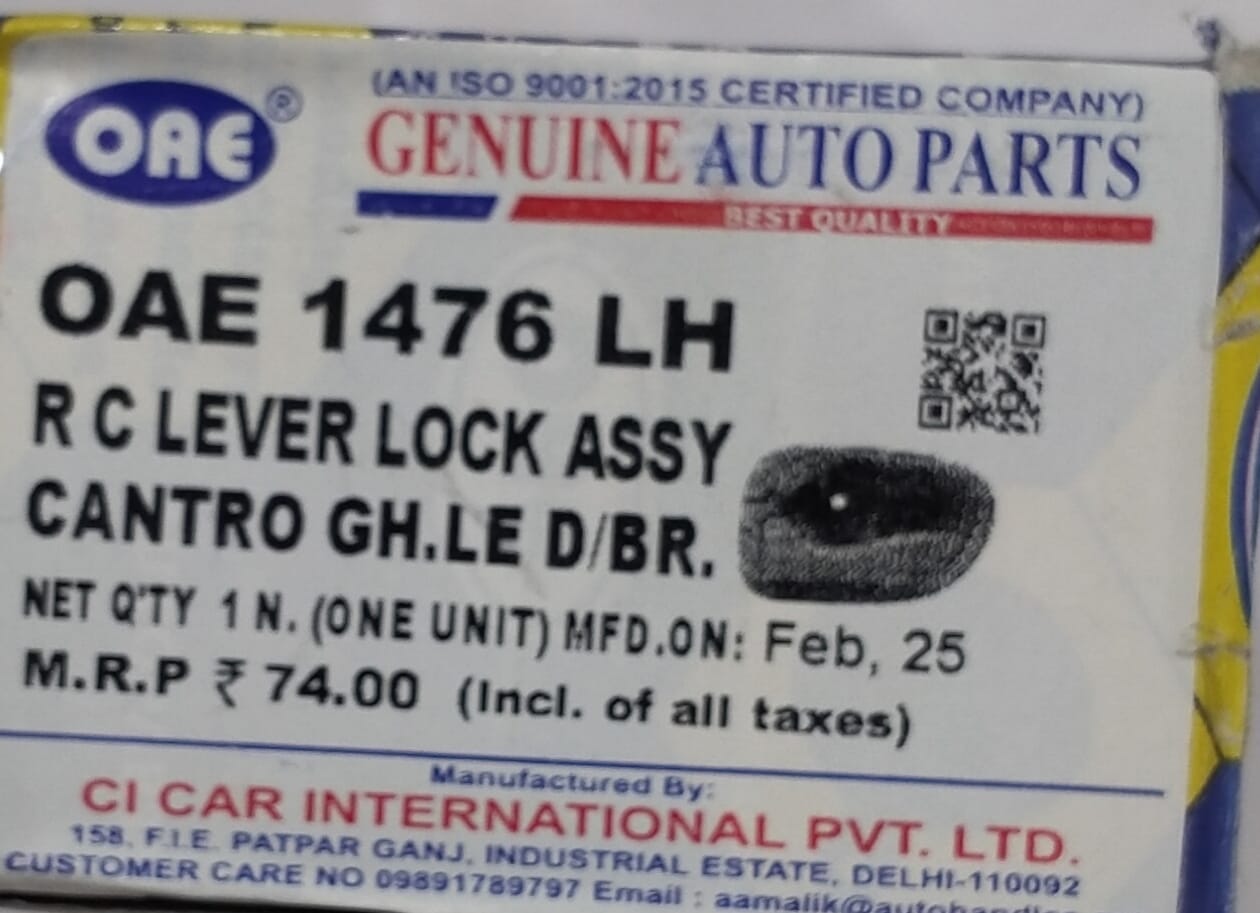 OAE®
(AN ISO 9001:2015 CERTIFIED COMPANY)
GENUINE AUTO PARTS
BEST QUALITY
OAE 1476 LH
R C LEVER LOCK ASSY
CANTRO GH.LE D/BR.
NET Q'TY 1 N. (ONE UNIT) MFD.ON: Feb, 25
M.R.P ₹ 74.00 (Incl. of all taxes)
Manufactured By:
CI CAR INTERNATIONAL PVT. LTD.
158, F.I.E. PATPAR GANJ, INDUSTRIAL ESTATE, DELHI-110092
CUSTOMER CARE NO 09891789797 Email :